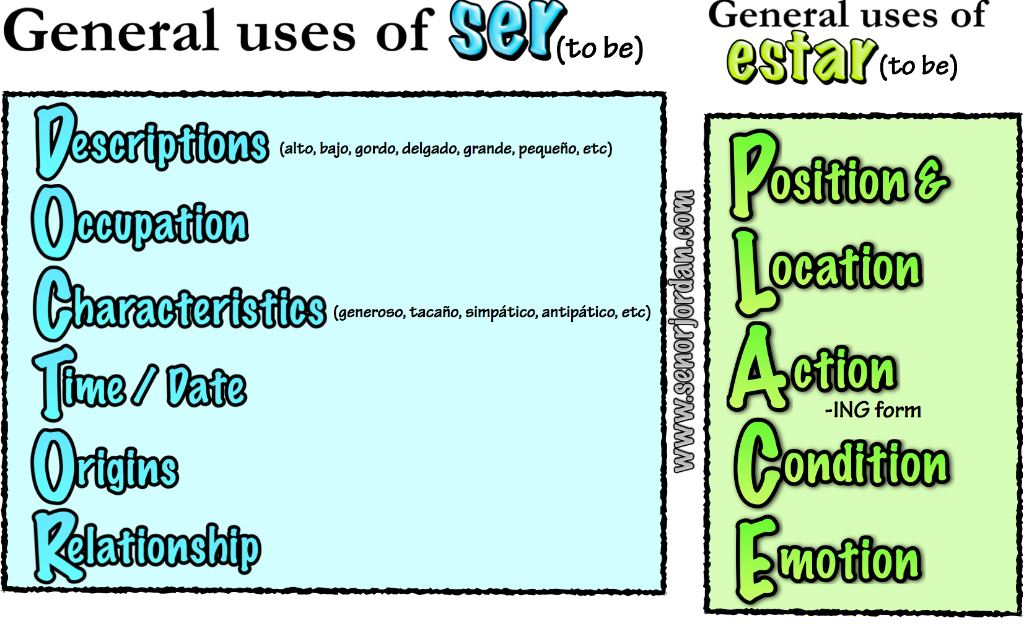 General uses of ser (to be)
Descriptions (alto, bajo, gordo, delgado, grande, pequeño, etc)
Occupation
Characteristics (generoso, tacaño, simpático, antipático, etc)
Time / Date
Origins
Relationship
www.senorjordan.com
General uses of
estar (to be)
Position &
Location
Action
-ING form
Condition
Emotion